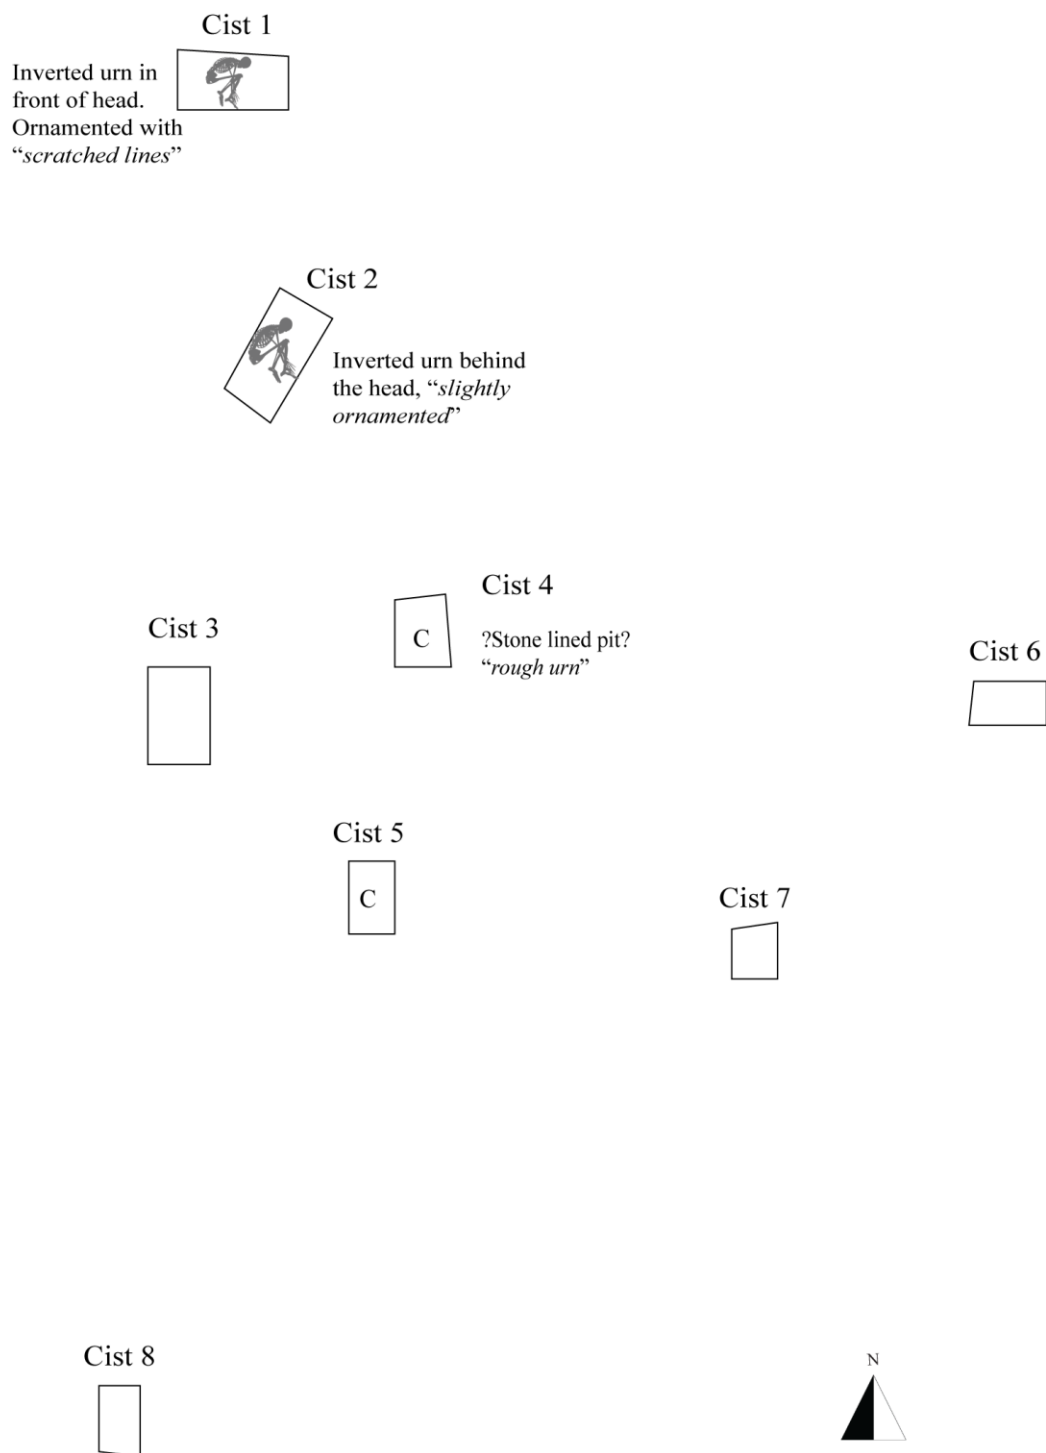 Cist 1
Inverted urn in
front of head.
Ornamented with
“scratched lines”
Cist 2
Inverted urn behind
the head, “slightly
ornamented”
Cist 4
C
?Stone lined pit?
“rough urn”
Cist 3
Cist 6
Cist 5
C
Cist 7
Cist 8
N